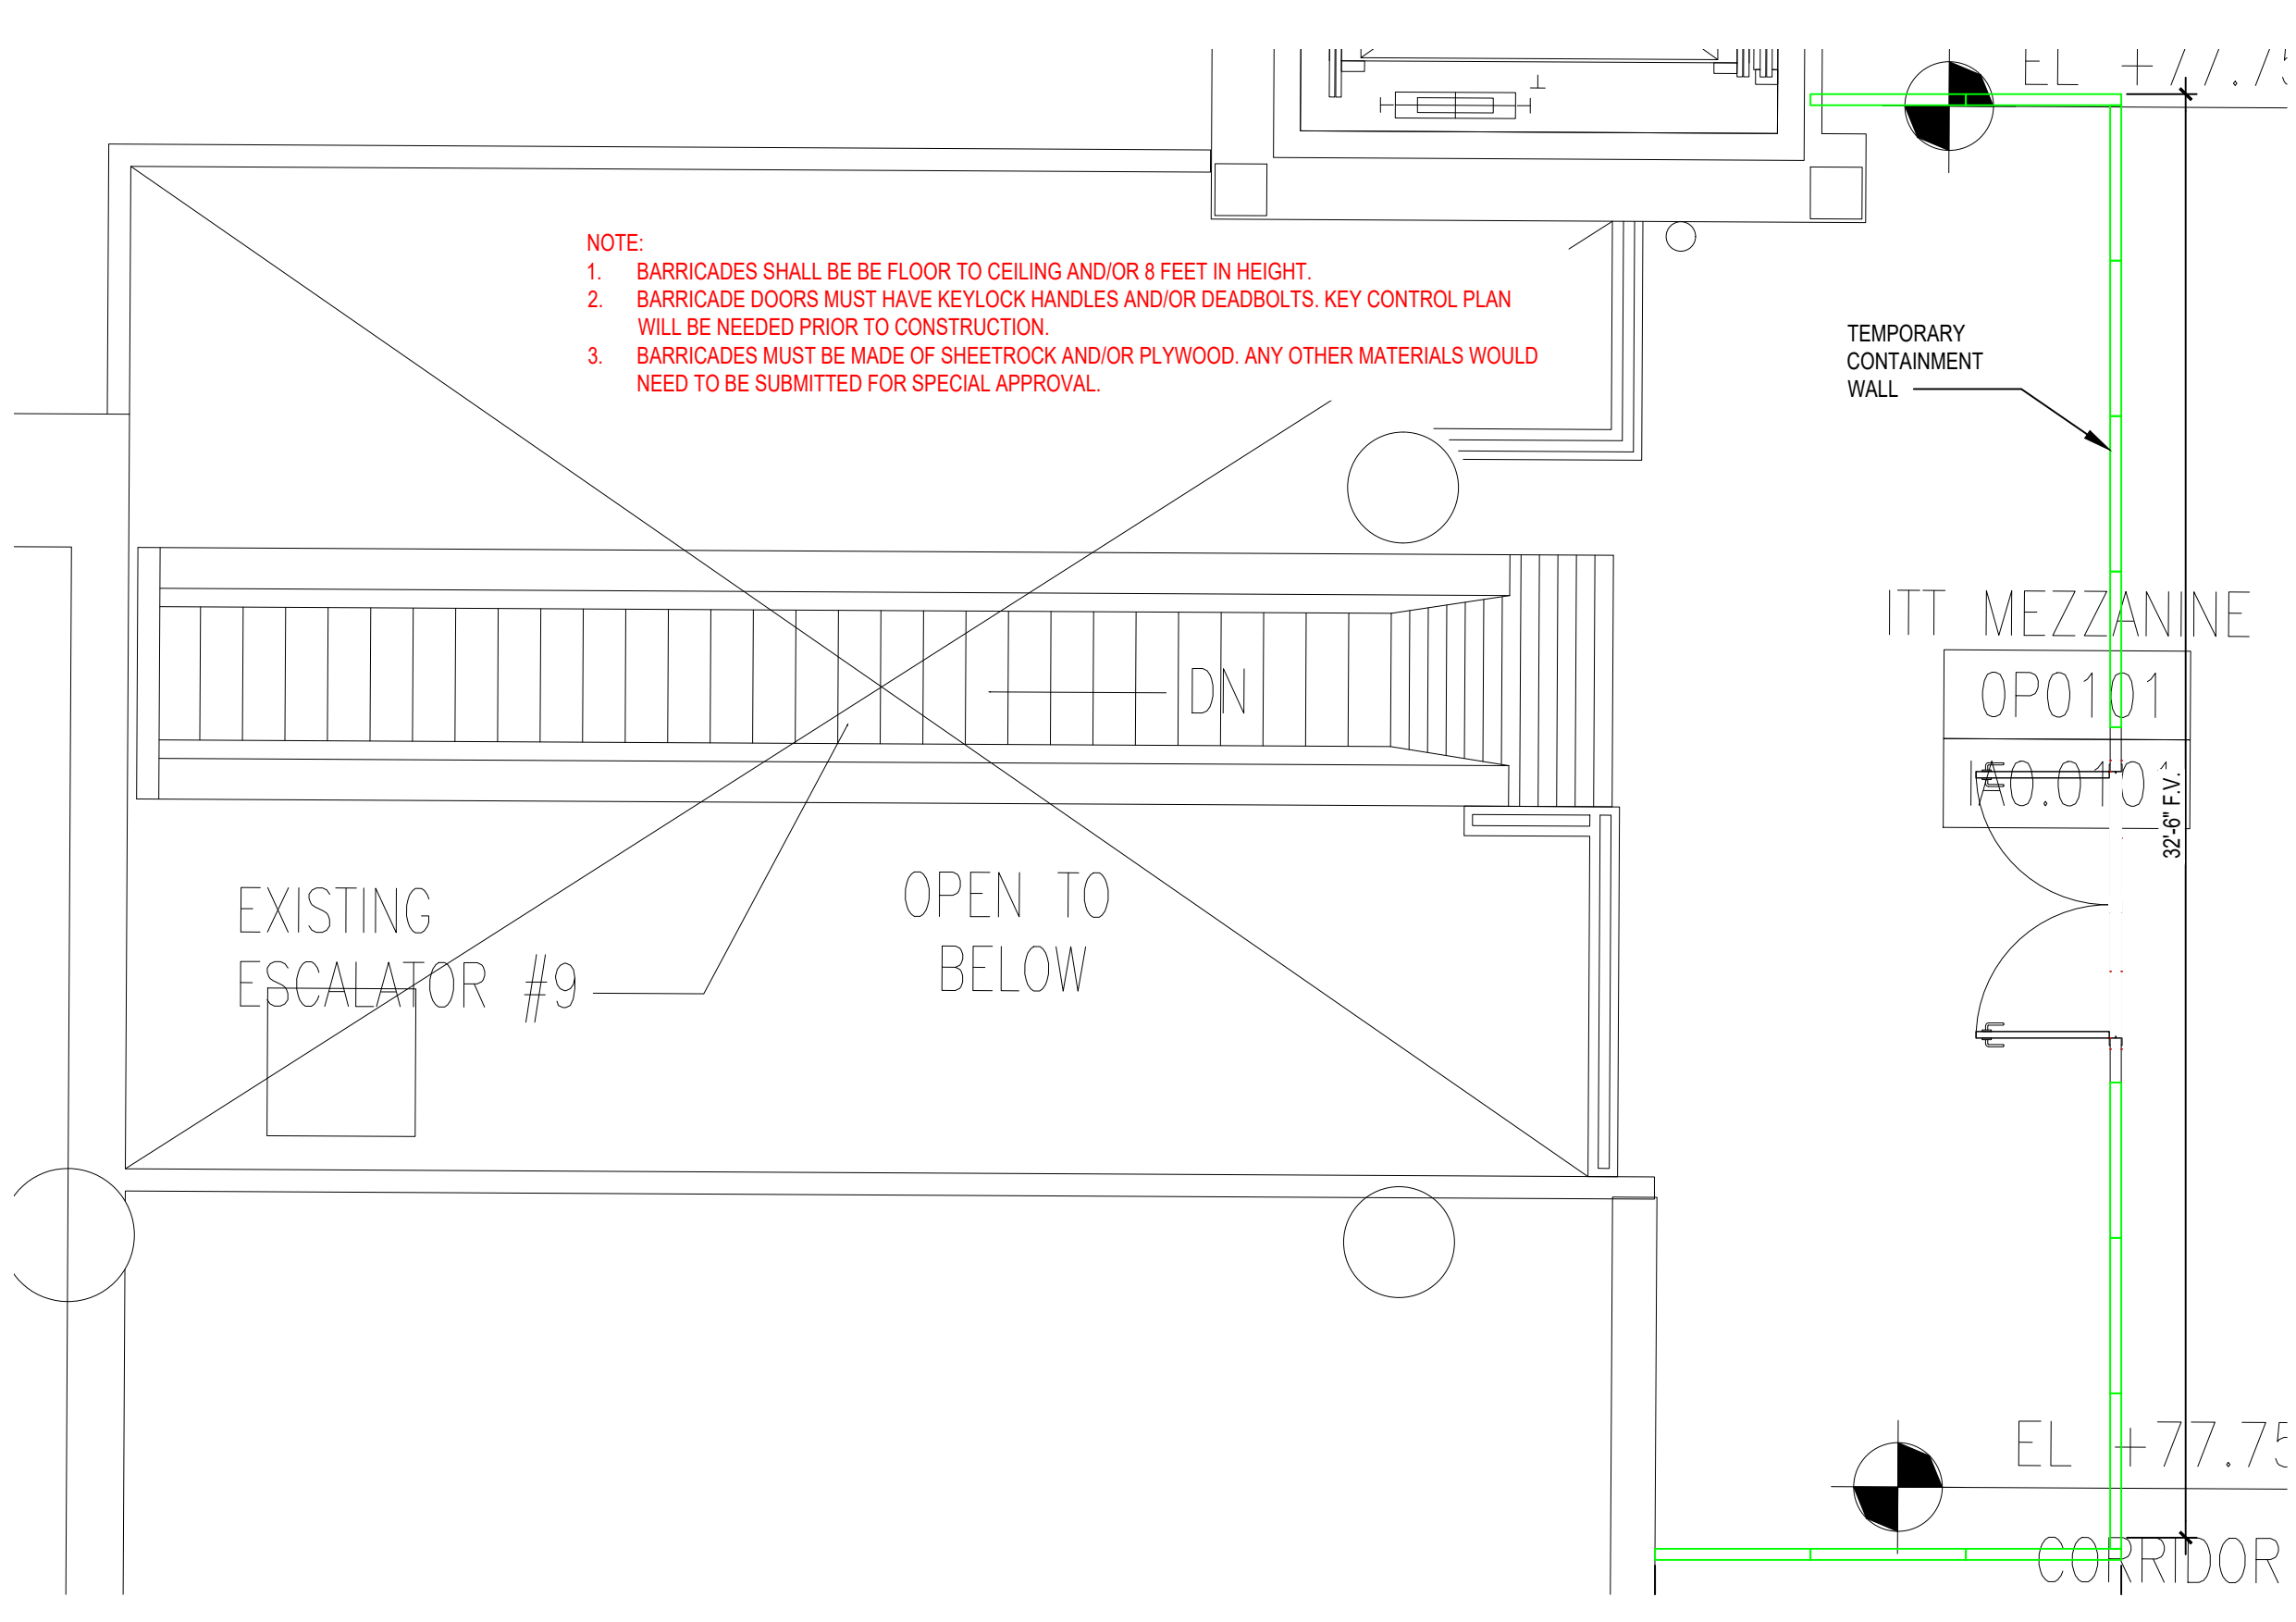 EL +77.75
NOTE:
1. BARRICADES SHALL BE BE FLOOR TO CEILING AND/OR 8 FEET IN HEIGHT.
2. BARRICADE DOORS MUST HAVE KEYLOCK HANDLES AND/OR DEADBOLTS. KEY CONTROL PLAN
WILL BE NEEDED PRIOR TO CONSTRUCTION.
3. BARRICADES MUST BE MADE OF SHEETROCK AND/OR PLYWOOD. ANY OTHER MATERIALS WOULD
NEED TO BE SUBMITTED FOR SPECIAL APPROVAL.
TEMPORARY
CONTAINMENT
WALL
ITT MEZZANINE
0P0101
DN
32'-6" F.V.
EXISTING
ESCALATOR #9
OPEN TO
BELOW
EL +77.75
CORRIDOR